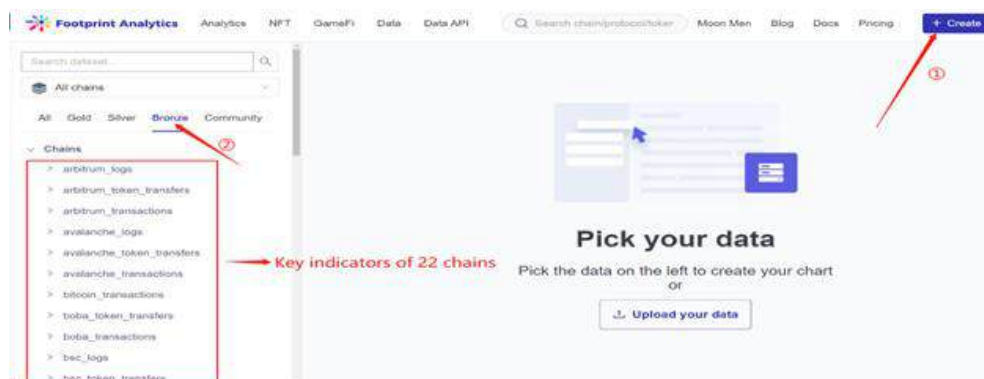 Footprint Analytics Analytics NFT GameFi Data Data API Search chain/protocol/token Moon Men Blog Docs Pricing + Create
①
Search dataset...
All chains
All Gold Silver Bronze Community
②
Chains
arbitrum_logs
arbitrum_token_transfers
arbitrum_transactions
avalanche_logs
avalanche_token_transfers
avalanche_transactions
bitcoin_transactions
boba_token_transfers
boba_transactions
bsc_logs
bsc_token_transfers
Key indicators of 22 chains
Pick your data
Pick the data on the left to create your chart
or
Upload your data